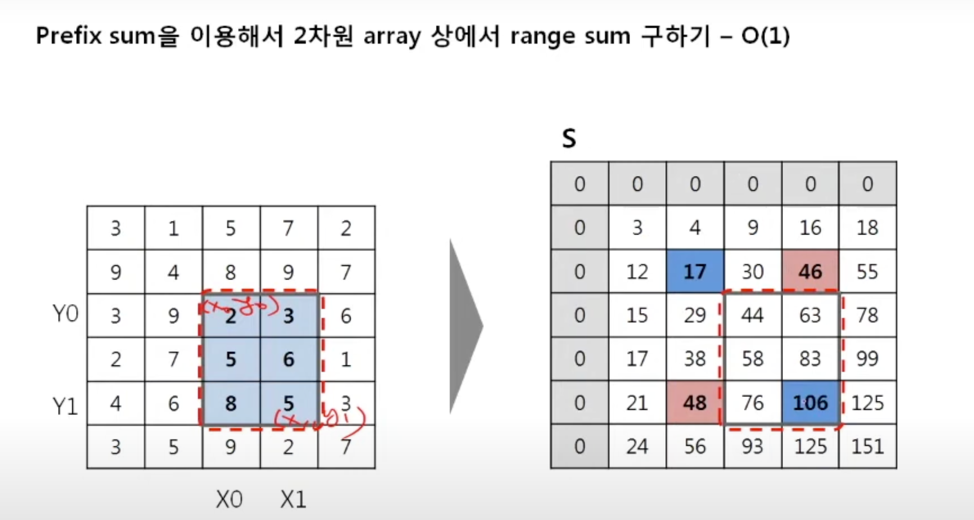 Prefix sum을 이용해서 2차원 array 상에서 range sum 구하기 – O(1)
S
0 0 0 0 0 0
0 3 4 9 16 18
0 12 17 30 46 55
0 15 29 44 63 78
0 17 38 58 83 99
0 21 48 76 106 125
0 24 56 93 125 151
3 1 5 7 2
9 4 8 9 7
Y0 3 9 2 3 6
(x0, y0)
2 7 5 6 1
Y1 4 6 8 5 3
(x1, y1)
3 5 9 2 7
X0 X1